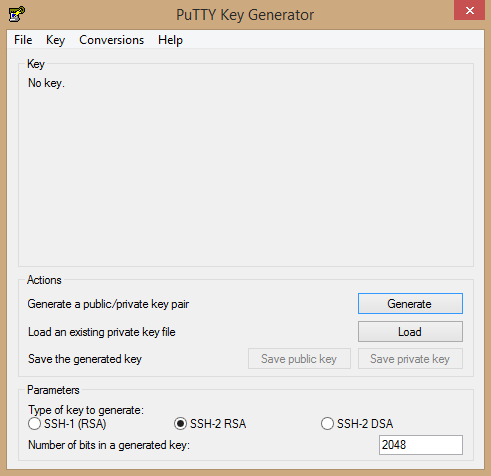 PuTTY Key Generator
File Key Conversions Help
Key
No key.
Actions
Generate a public/private key pair Generate
Load an existing private key file Load
Save the generated key Save public key Save private key
Parameters
Type of key to generate:
SSH-1 (RSA) SSH-2 RSA SSH-2 DSA
Number of bits in a generated key: 2048